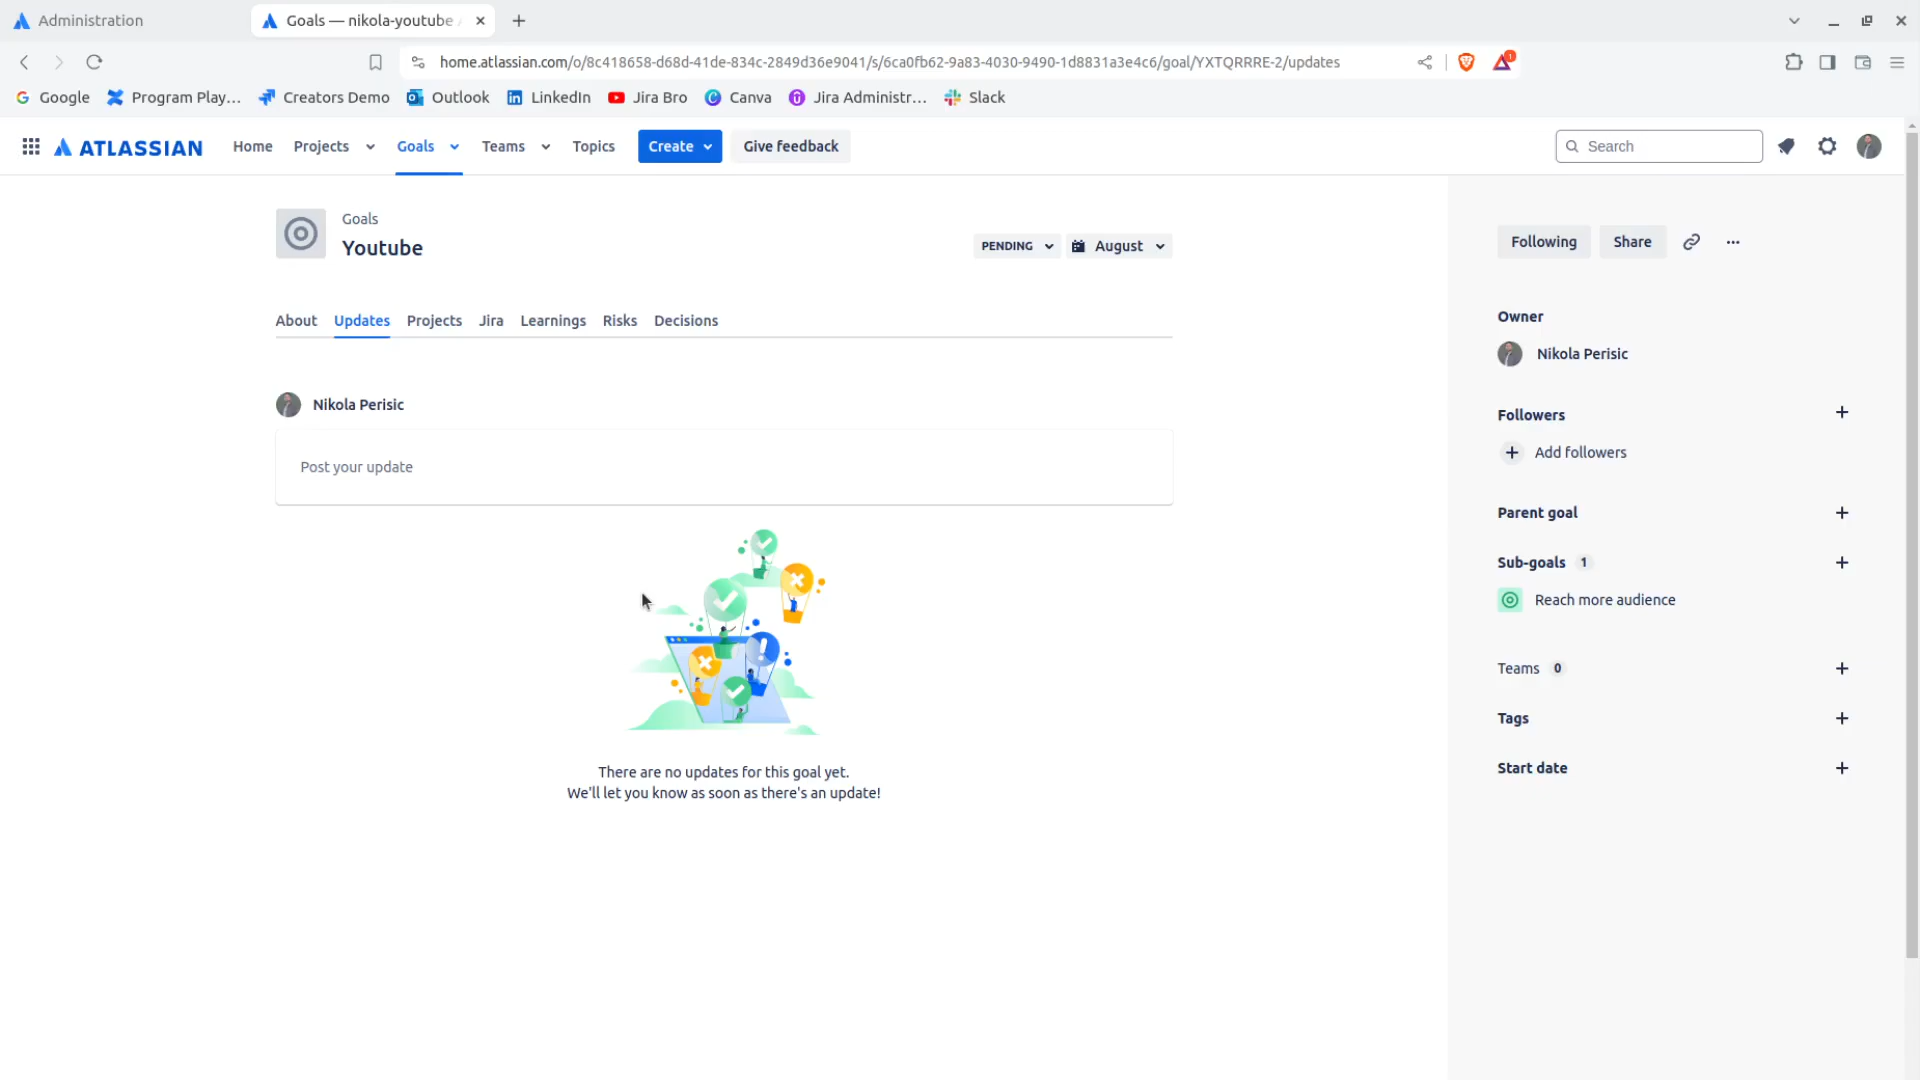 Administration
Goals — nikola-youtube
home.atlassian.com/o/8c418658-d68d-41de-834c-2849d36e9041/s/6ca0fb62-9a83-4030-9490-1d8831a3e4c6/goal/YXTQRRRE-2/updates
1
Google
Program Play...
Creators Demo
Outlook
LinkedIn
Jira Bro
Canva
Jira Administr...
Slack
ATLASSIAN
Home
Projects
Goals
Teams
Topics
Create
Give feedback
Search
Goals
Youtube
PENDING
August
Following
Share
About
Updates
Projects
Jira
Learnings
Risks
Decisions
Nikola Perisic
Post your update
There are no updates for this goal yet.
We'll let you know as soon as there's an update!
Owner
Nikola Perisic
Followers
Add followers
Parent goal
Sub-goals 1
Reach more audience
Teams 0
Tags
Start date